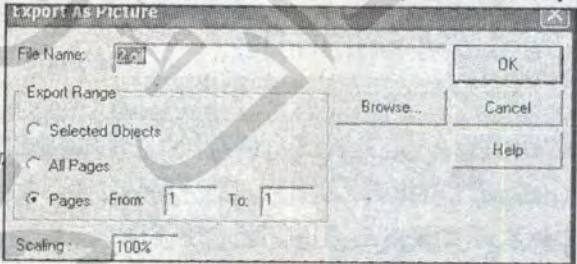 Export As Picture
File Name:
OK
Export Range
Browse...
Cancel
Selected Objects
Help
All Pages
Pages From: 1 To: 1
Scaling: 100%